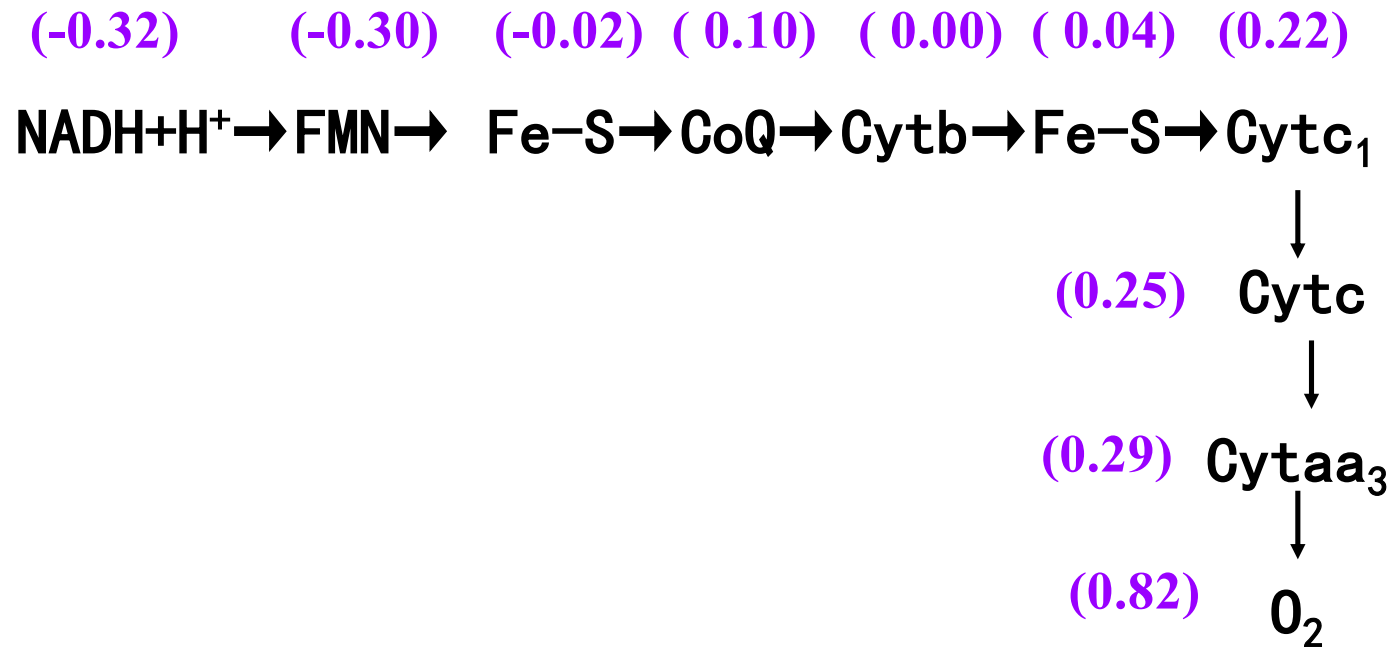 (-0.32) (-0.30) (-0.02) ( 0.10) ( 0.00) ( 0.04) (0.22)
NADH+H⁺→FMN→ Fe-S→CoQ→Cytb→Fe-S→Cytc₁
↓
(0.25) Cytc
↓
(0.29) Cytaa₃
↓
(0.82) O₂